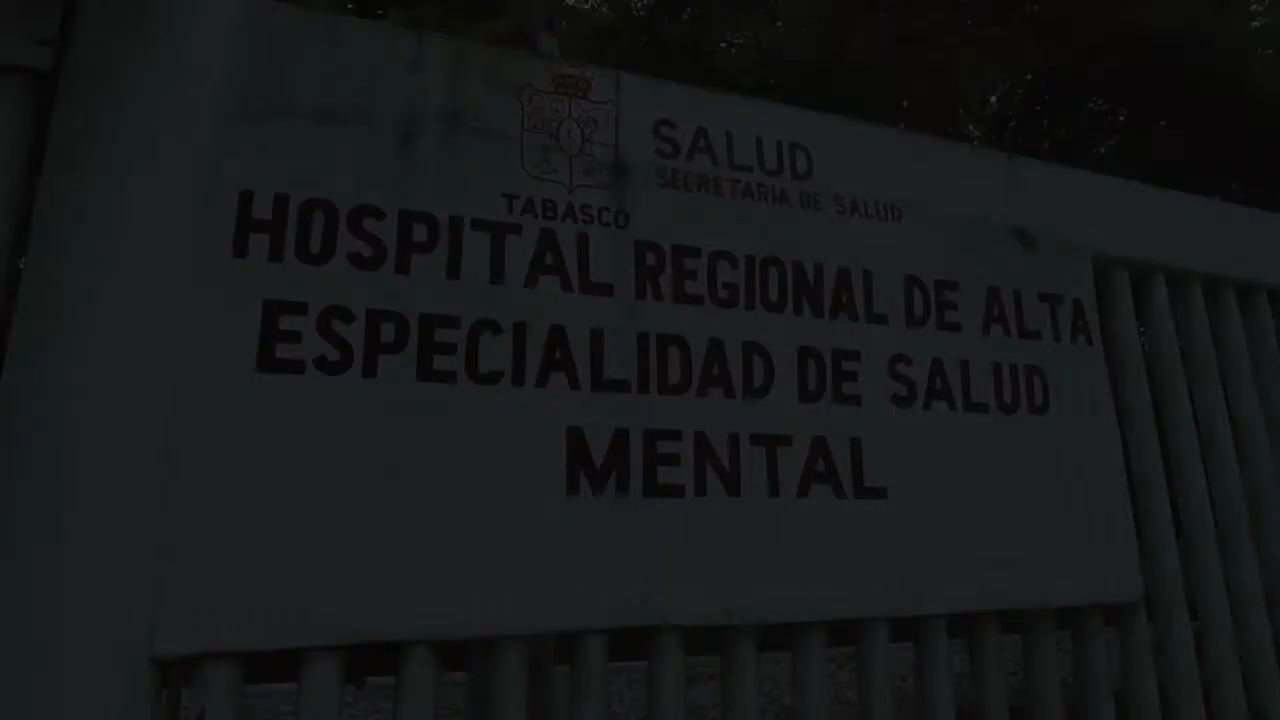 SALUD
SECRETARIA DE SALUD
TABASCO
HOSPITAL REGIONAL DE ALTA
ESPECIALIDAD DE SALUD
MENTAL